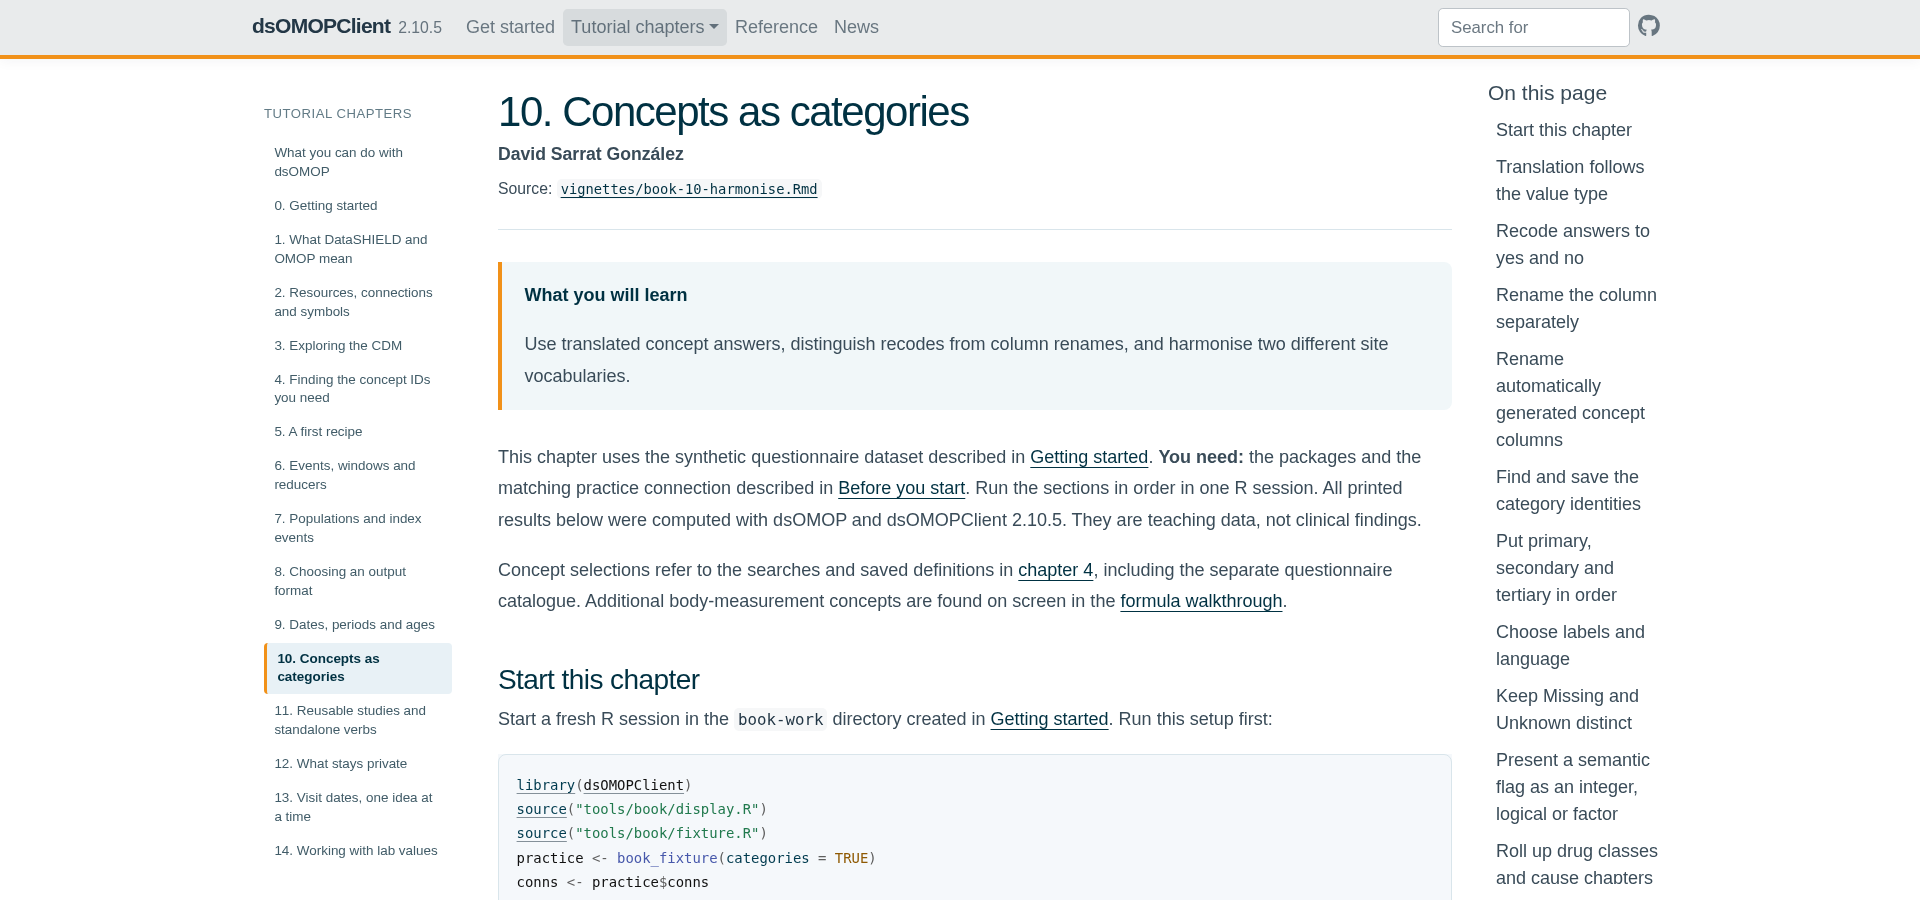 dsOMOPClient 2.10.5 Get started Tutorial chapters Reference News Search for
TUTORIAL CHAPTERS
What you can do with
dsOMOP
0. Getting started
1. What DataSHIELD and
OMOP mean
2. Resources, connections
and symbols
3. Exploring the CDM
4. Finding the concept IDs
you need
5. A first recipe
6. Events, windows and
reducers
7. Populations and index
events
8. Choosing an output
format
9. Dates, periods and ages
10. Concepts as
categories
11. Reusable studies and
standalone verbs
12. What stays private
13. Visit dates, one idea at
a time
14. Working with lab values
10. Concepts as categories
David Sarrat González
Source: vignettes/book-10-harmonise.Rmd
What you will learn
Use translated concept answers, distinguish recodes from column renames, and harmonise two different site
vocabularies.
This chapter uses the synthetic questionnaire dataset described in Getting started. You need: the packages and the
matching practice connection described in Before you start. Run the sections in order in one R session. All printed
results below were computed with dsOMOP and dsOMOPClient 2.10.5. They are teaching data, not clinical findings.
Concept selections refer to the searches and saved definitions in chapter 4, including the separate questionnaire
catalogue. Additional body-measurement concepts are found on screen in the formula walkthrough.
Start this chapter
Start a fresh R session in the book-work directory created in Getting started. Run this setup first:
library(dsOMOPClient)
source("tools/book/display.R")
source("tools/book/fixture.R")
practice <- book_fixture(categories = TRUE)
conns <- practice$conns
On this page
Start this chapter
Translation follows
the value type
Recode answers to
yes and no
Rename the column
separately
Rename
automatically
generated concept
columns
Find and save the
category identities
Put primary,
secondary and
tertiary in order
Choose labels and
language
Keep Missing and
Unknown distinct
Present a semantic
flag as an integer,
logical or factor
Roll up drug classes
and cause chapters